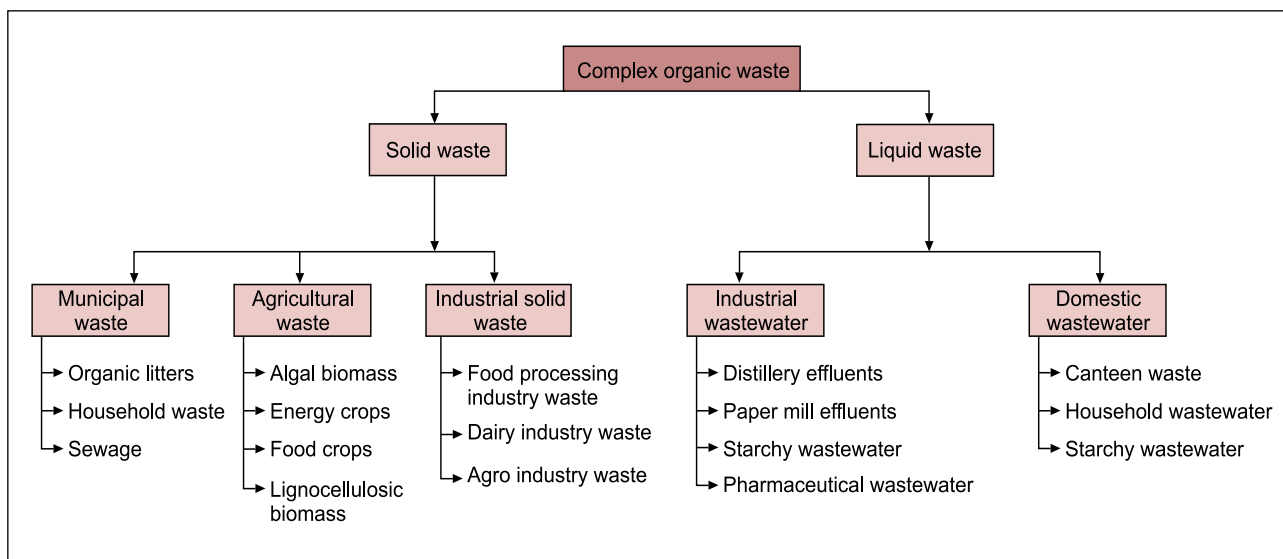 Complex organic waste
Solid waste
Liquid waste
Municipal
waste
Agricultural
waste
Industrial solid
waste
Industrial
wastewater
Domestic
wastewater
Organic litters
Household waste
Sewage
Algal biomass
Energy crops
Food crops
Lignocellulosic
biomass
Food processing
industry waste
Dairy industry waste
Agro industry waste
Distillery effluents
Paper mill effluents
Starchy wastewater
Pharmaceutical wastewater
Canteen waste
Household wastewater
Starchy wastewater